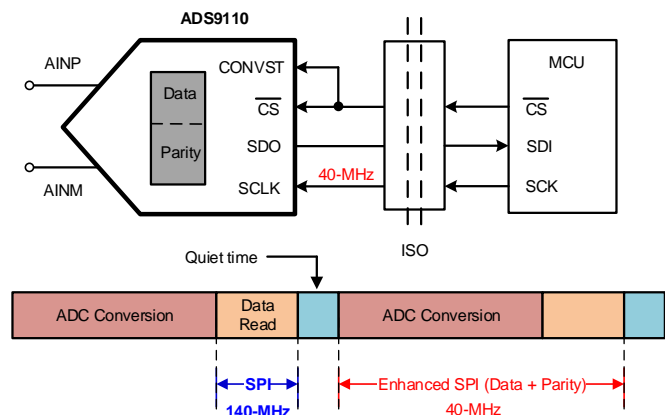 ADS9110
AINP
AINM
Data
Parity
CONVST
CS
SDO
SCLK
40-MHz
ISO
MCU
CS
SDI
SCK
Quiet time
ADC Conversion
Data
Read
ADC Conversion
SPI
140-MHz
Enhanced SPI (Data + Parity)
40-MHz